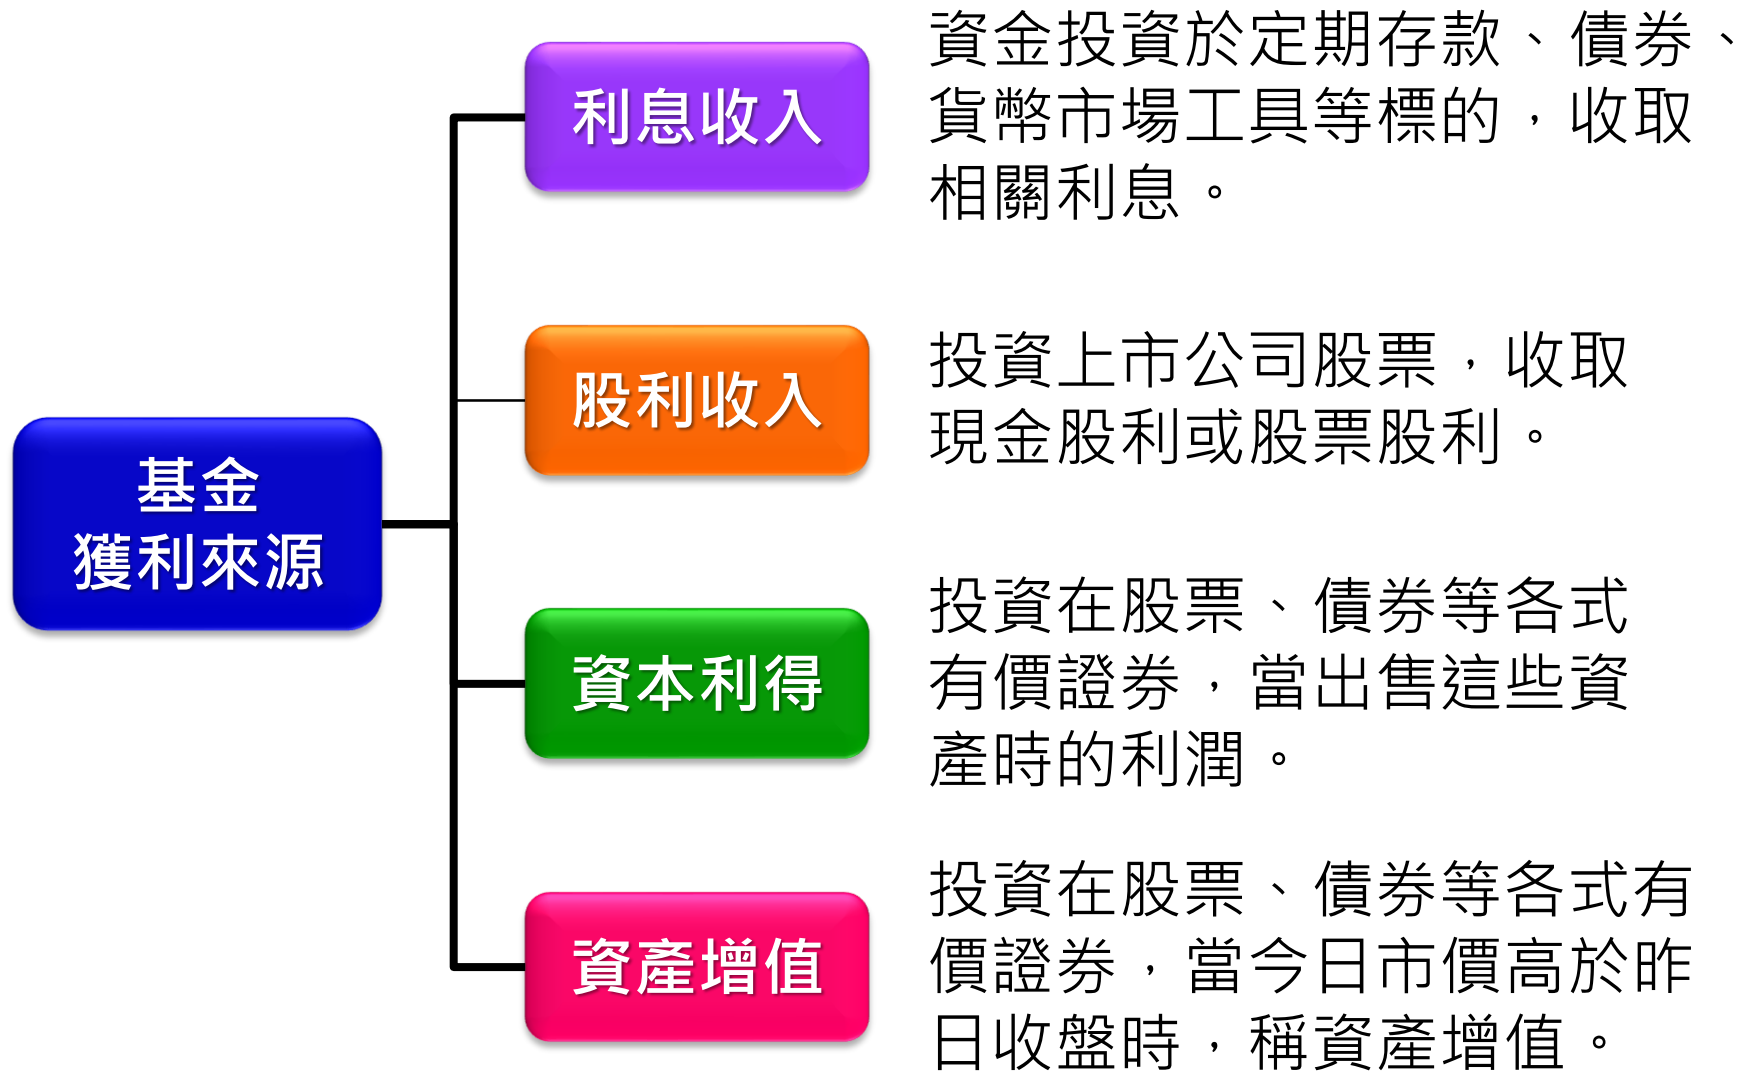 基金
獲利來源
利息收入
資金投資於定期存款、債券、
貨幣市場工具等標的，收取
相關利息。
股利收入
投資上市公司股票，收取
現金股利或股票股利。
資本利得
投資在股票、債券等各式
有價證券，當出售這些資
產時的利潤。
資產增值
投資在股票、債券等各式有
價證券，當今日市價高於昨
日收盤時，稱資產增值。